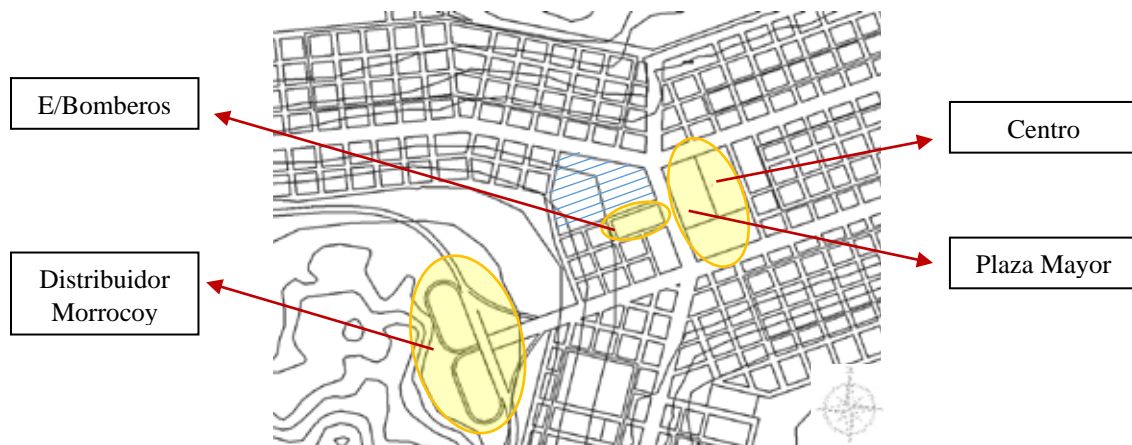 E/Bomberos
Centro
Distribuidor
Morrocoy
Plaza Mayor